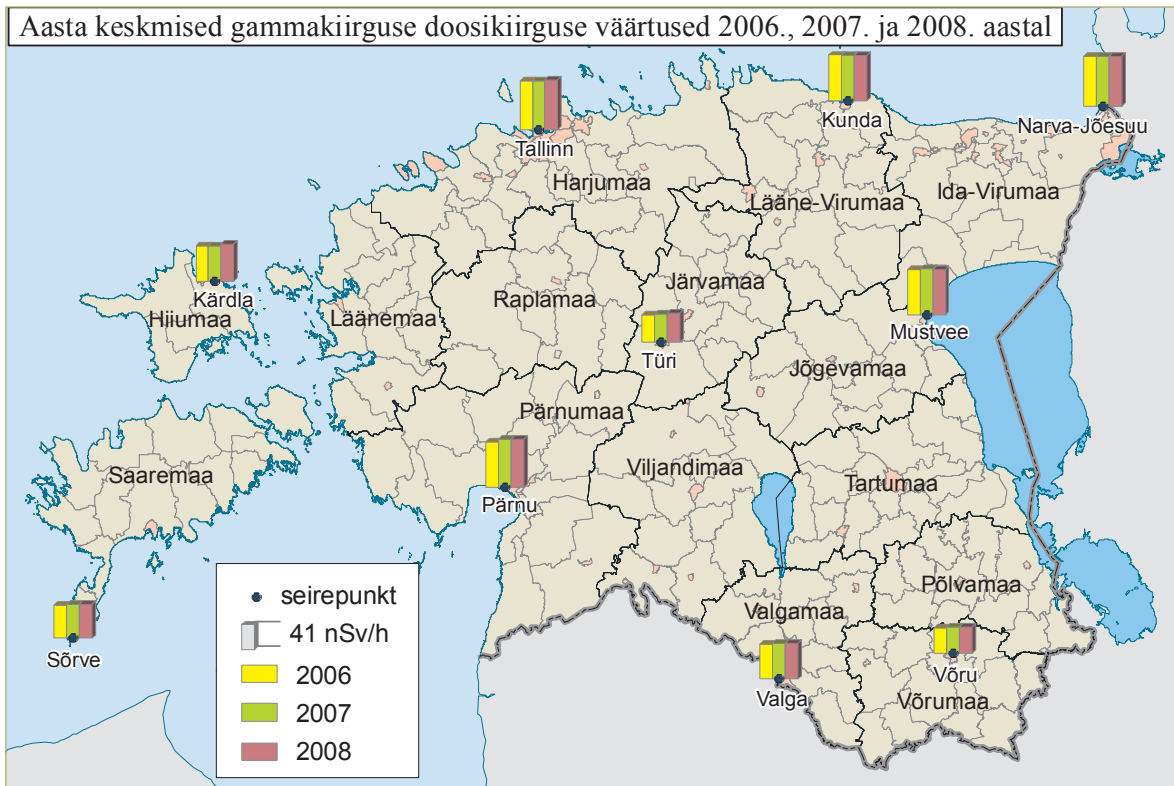 Aasta keskmised gammakiirguse doosikiirguse väärtused 2006., 2007. ja 2008. aastal
Tallinn
Kunda
Narva-Jõesuu
Harjumaa
Lääne-Virumaa
Ida-Virumaa
Kärdla
Hiiumaa
Läänemaa
Raplamaa
Järvamaa
Türi
Mustvee
Jõgevamaa
Pärnumaa
Saaremaa
Pärnu
Viljandimaa
Tartumaa
Põlvamaa
Valgamaa
Sõrve
Valga
Võru
Võrumaa
seirepunkt
41 nSv/h
2006
2007
2008